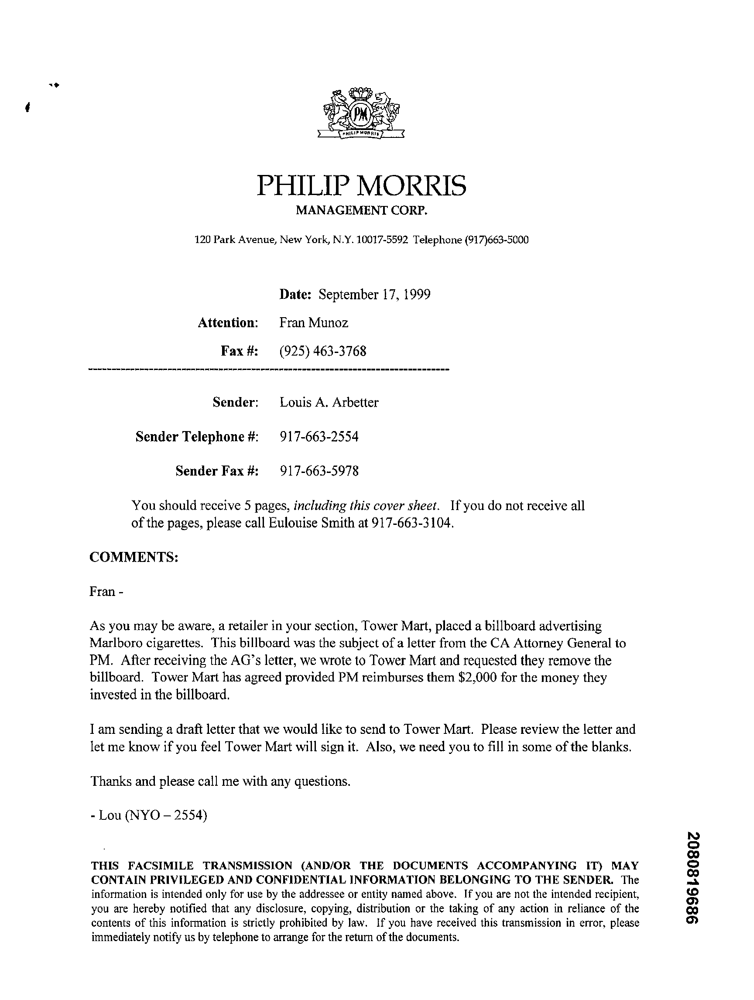 PM
PHILIP MORRIS
PHILIP MORRIS
MANAGEMENT CORP.
120 Park Avenue, New York, N.Y. 10017-5592 Telephone (917)663-5000
Date: September 17, 1999
Attention: Fran Munoz
Fax #: (925) 463-3768
Sender: Louis A. Arbetter
Sender Telephone #: 917-663-2554
Sender Fax #: 917-663-5978
You should receive 5 pages, including this cover sheet. If you do not receive all
of the pages, please call Eulouise Smith at 917-663-3104.
COMMENTS:
Fran -
As you may be aware, a retailer in your section, Tower Mart, placed a billboard advertising
Marlboro cigarettes. This billboard was the subject of a letter from the CA Attorney General to
PM. After receiving the AG's letter, we wrote to Tower Mart and requested they remove the
billboard. Tower Mart has agreed provided PM reimburses them $2,000 for the money they
invested in the billboard.
I am sending a draft letter that we would like to send to Tower Mart. Please review the letter and
let me know if you feel Tower Mart will sign it. Also, we need you to fill in some of the blanks.
Thanks and please call me with any questions.
- Lou (NYO – 2554)
THIS FACSIMILE TRANSMISSION (AND/OR THE DOCUMENTS ACCOMPANYING IT) MAY
CONTAIN PRIVILEGED AND CONFIDENTIAL INFORMATION BELONGING TO THE SENDER. The
information is intended only for use by the addressee or entity named above. If you are not the intended recipient,
you are hereby notified that any disclosure, copying, distribution or the taking of any action in reliance of the
contents of this information is strictly prohibited by law. If you have received this transmission in error, please
immediately notify us by telephone to arrange for the return of the documents.
2080819686